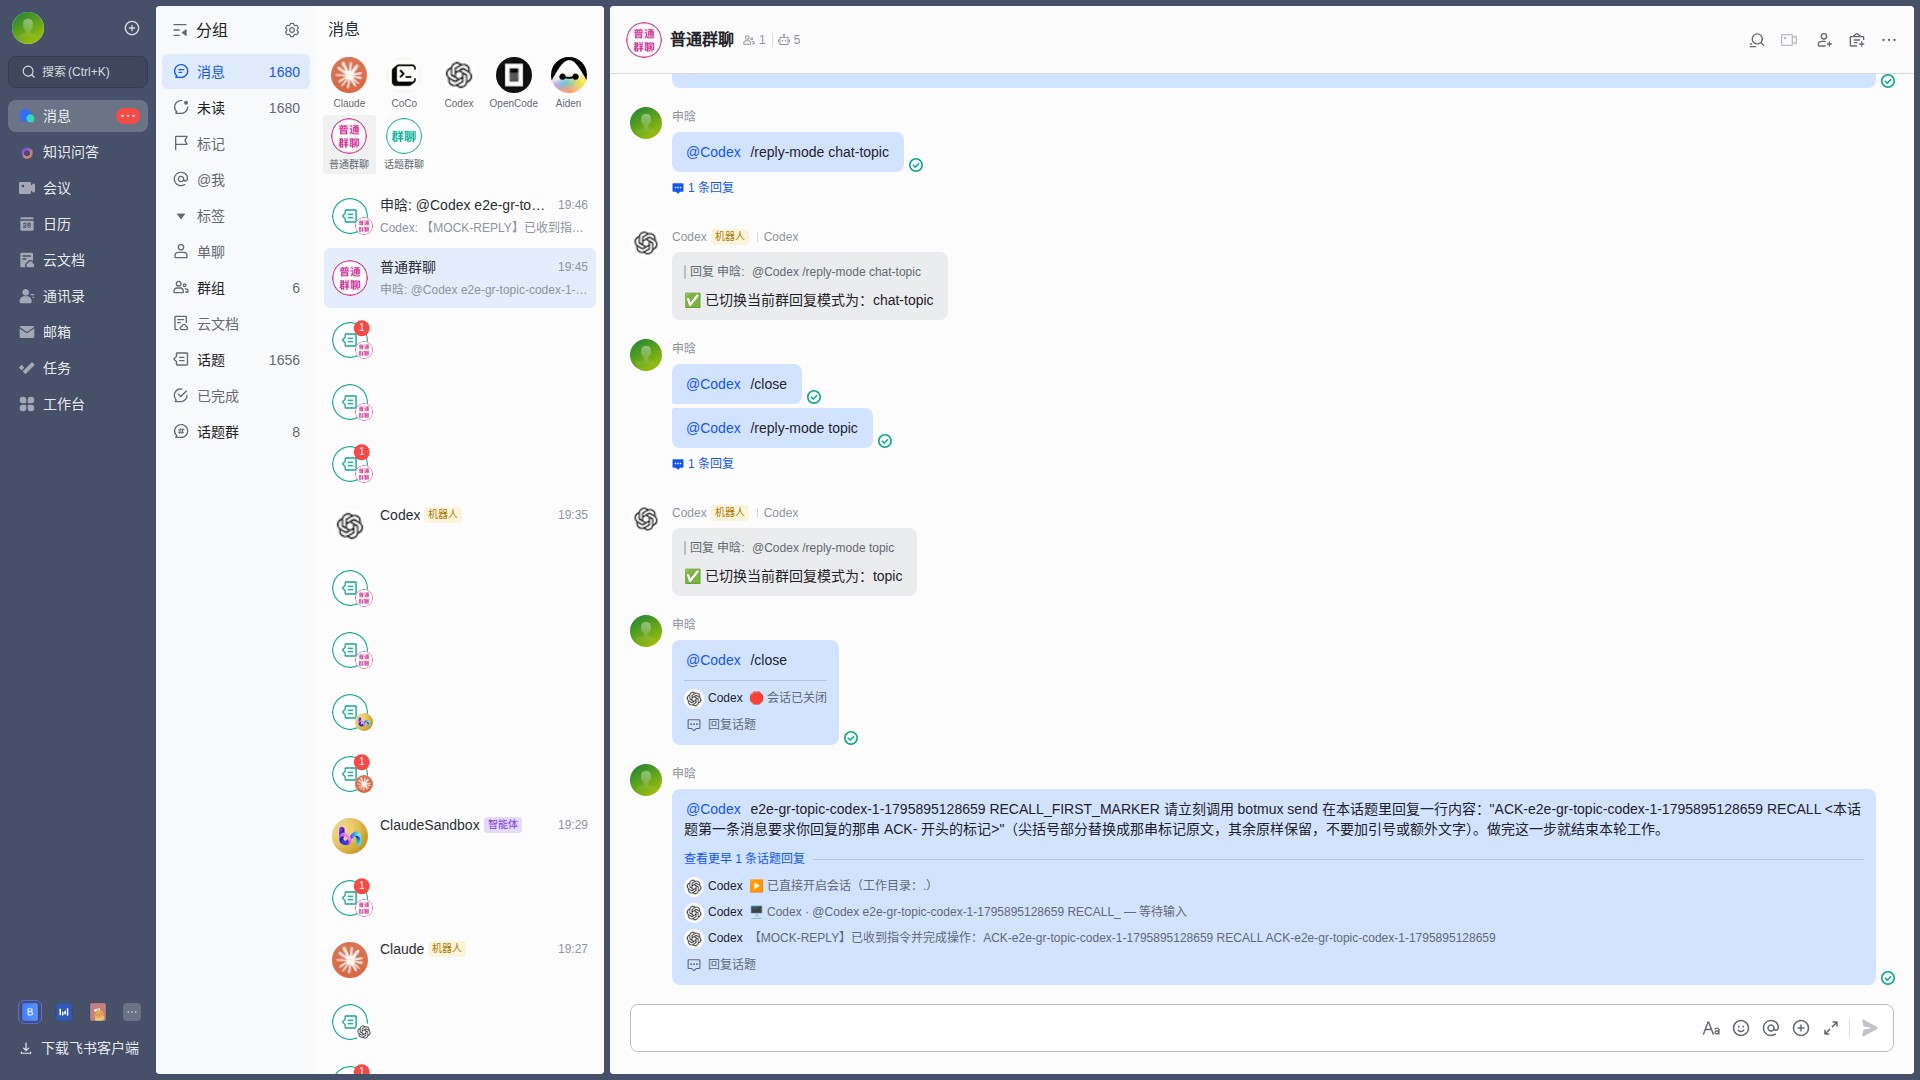 搜索 (Ctrl+K)
消息
知识问答
会议
日历
云文档
通讯录
邮箱
任务
工作台
下载飞书客户端
分组
消息 1680
未读 1680
标记
@我
标签
单聊
群组 6
云文档
话题 1656
已完成
话题群 8
消息
Claude
CoCo
Codex
OpenCode
Aiden
普通群聊
普通群聊
群聊
话题群聊
申晗: @Codex e2e-gr-to… 19:46
Codex: 【MOCK-REPLY】已收到指…
普通群聊 19:45
申晗: @Codex e2e-gr-topic-codex-1-…
1
1
Codex 机器人 19:35
1
ClaudeSandbox 智能体 19:29
1
Claude 机器人 19:27
1
普通群聊
普通群聊 1 5
申晗
@Codex /reply-mode chat-topic
1 条回复
Codex 机器人 Codex
回复 申晗: @Codex /reply-mode chat-topic
✅ 已切换当前群回复模式为：chat-topic
申晗
@Codex /close
@Codex /reply-mode topic
1 条回复
Codex 机器人 Codex
回复 申晗: @Codex /reply-mode topic
✅ 已切换当前群回复模式为：topic
申晗
@Codex /close
Codex 🛑 会话已关闭
回复话题
申晗
@Codex e2e-gr-topic-codex-1-1795895128659 RECALL_FIRST_MARKER 请立刻调用 botmux send 在本话题里回复一行内容："ACK-e2e-gr-topic-codex-1-1795895128659 RECALL <本话
题第一条消息要求你回复的那串 ACK- 开头的标记>"（尖括号部分替换成那串标记原文，其余原样保留，不要加引号或额外文字）。做完这一步就结束本轮工作。
查看更早 1 条话题回复
Codex ▶️ 已直接开启会话（工作目录：.）
Codex 🖥️ Codex · @Codex e2e-gr-topic-codex-1-1795895128659 RECALL_ — 等待输入
Codex 【MOCK-REPLY】已收到指令并完成操作：ACK-e2e-gr-topic-codex-1-1795895128659 RECALL ACK-e2e-gr-topic-codex-1-1795895128659
回复话题